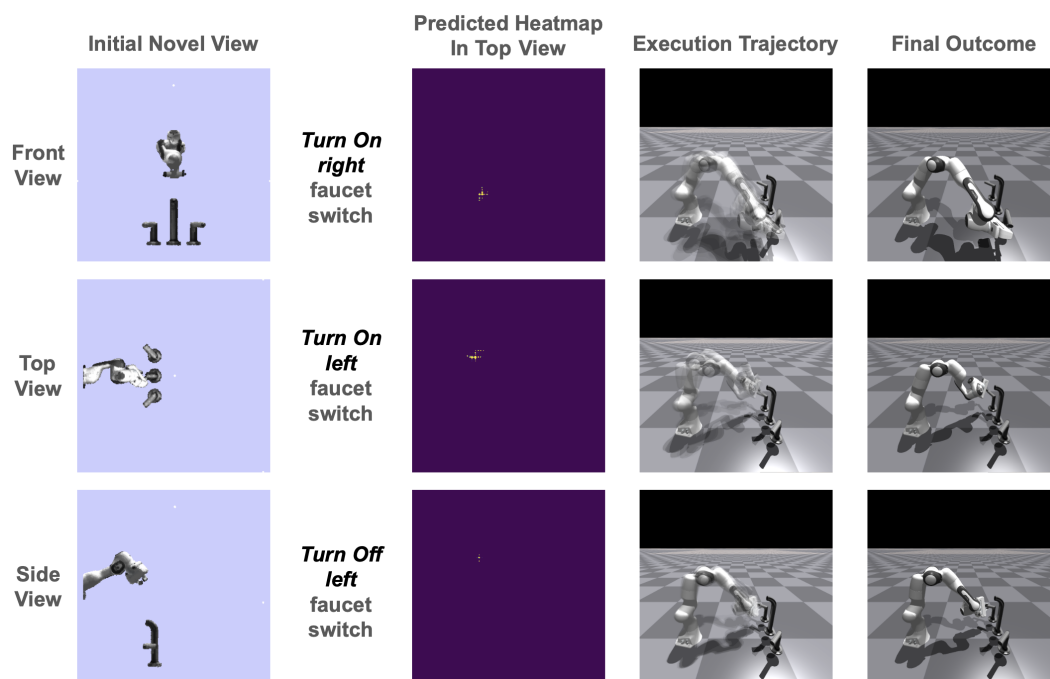 Initial Novel View
Predicted Heatmap
In Top View
Execution Trajectory
Final Outcome
Front
View
Turn On
right
faucet
switch
Top
View
Turn On
left
faucet
switch
Side
View
Turn Off
left
faucet
switch